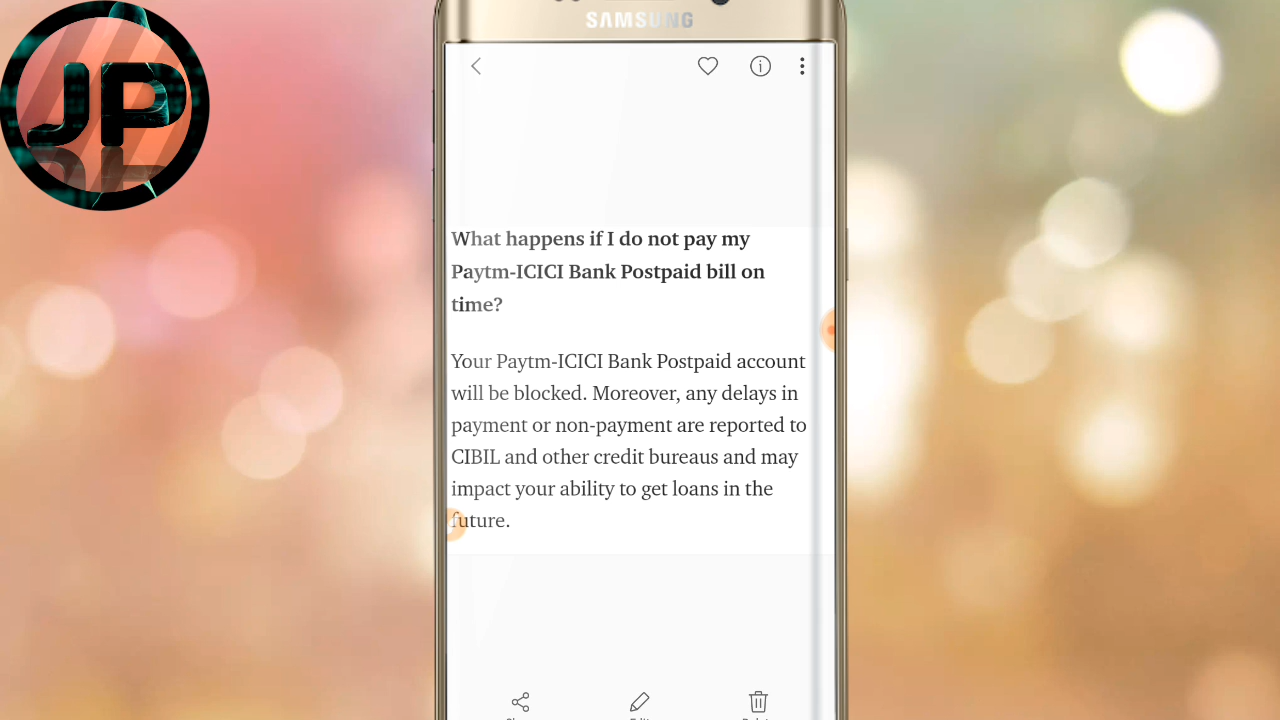 JP
SAMSUNG
What happens if I do not pay my
Paytm-ICICI Bank Postpaid bill on
time?
Your Paytm-ICICI Bank Postpaid account
will be blocked. Moreover, any delays in
payment or non-payment are reported to
CIBIL and other credit bureaus and may
impact your ability to get loans in the
future.